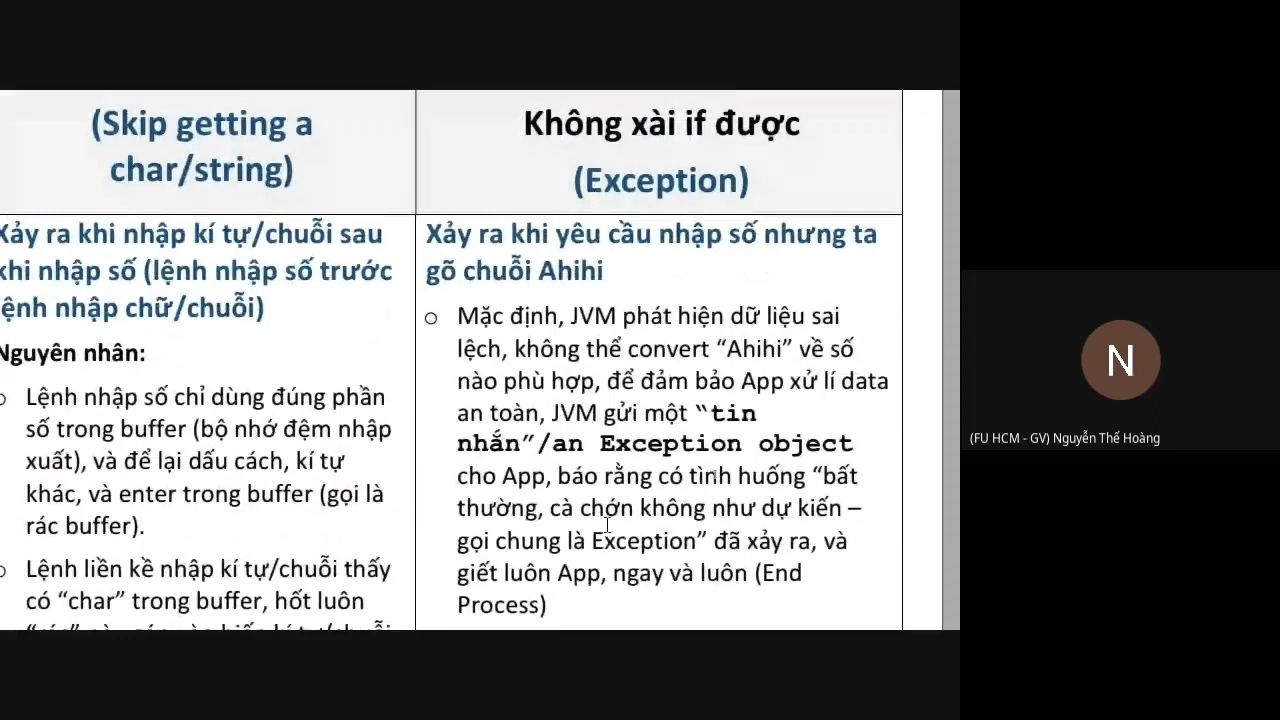 (Skip getting a
char/string)
Xảy ra khi nhập kí tự/chuỗi sau
khi nhập số (lệnh nhập số trước
lệnh nhập chữ/chuỗi)
Nguyên nhân:
o Lệnh nhập số chỉ dùng đúng phần
số trong buffer (bộ nhớ đệm nhập
xuất), và để lại dấu cách, kí tự
khác, và enter trong buffer (gọi là
rác buffer).
o Lệnh liền kề nhập kí tự/chuỗi thấy
có “char” trong buffer, hốt luôn
Không xài if được
(Exception)
Xảy ra khi yêu cầu nhập số nhưng ta
gõ chuỗi Ahihi
o Mặc định, JVM phát hiện dữ liệu sai
lệch, không thể convert “Ahihi” về số
nào phù hợp, để đảm bảo App xử lí data
an toàn, JVM gửi một “tin
nhắn”/an Exception object
cho App, báo rằng có tình huống “bất
thường, cà chớn không như dự kiến –
gọi chung là Exception” đã xảy ra, và
giết luôn App, ngay và luôn (End
Process)
N
(FU HCM - GV) Nguyễn Thế Hoàng